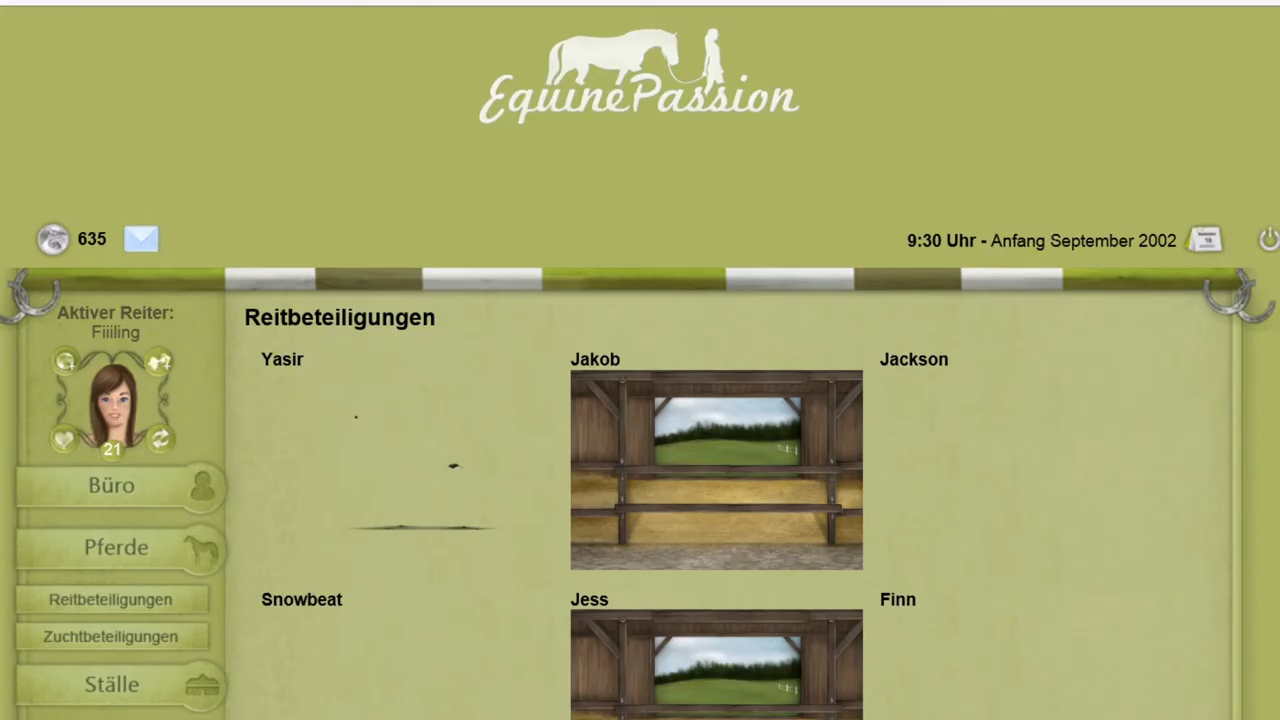 EquinePassion
635
9:30 Uhr - Anfang September 2002
Aktiver Reiter:
Fiiiling
21
Büro
Pferde
Reitbeteiligungen
Zuchtbeteiligungen
Ställe
Reitbeteiligungen
Yasir
Jakob
Jackson
Snowbeat
Jess
Finn